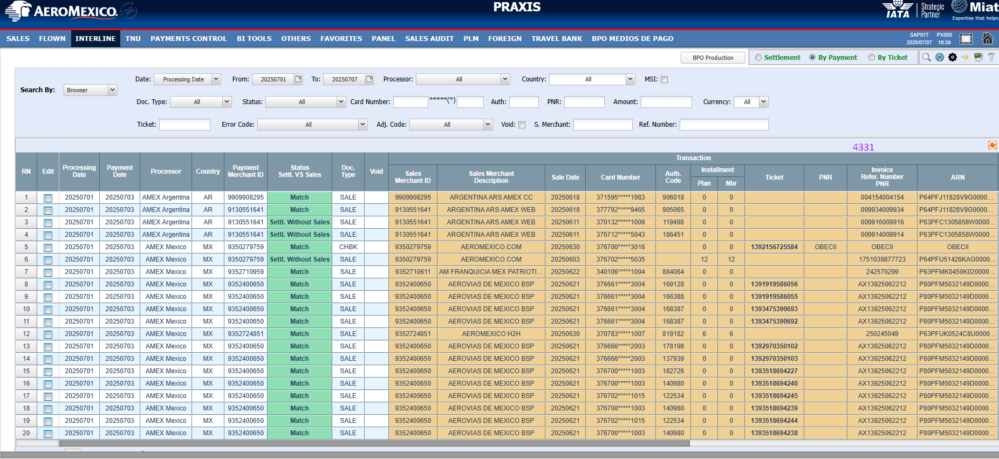 AEROMEXICO.
PRAXIS
IATA Strategic Partner
Miat
Expertise that helps
SALES FLOWN INTERLINE TNU PAYMENTS CONTROL BI TOOLS OTHERS FAVORITES PANEL SALES AUDIT PLM FOREIGN TRAVEL BANK BPO MEDIOS DE PAGO
SAP51T PX000
2025/07/07 16:39
BPO Production Settlement By Payment By Ticket
Search By: Browser
Date: Processing Date From: 20250701 To: 20250707 Processor: All Country: All MSI:
Doc. Type: All Status: All Card Number: *****(*) Auth: PNR: Amount: Currency: All
Ticket: Error Code: All Adj. Code: All Void: S. Merchant: Ref. Number:
4331
RN Edit Processing Date Payment Date Processor Country Payment Merchant ID Status Settl. VS Sales Doc. Type Void Transaction
Sales Merchant ID Sales Merchant Description Sale Date Card Number Auth. Code Installment Plan Nbr Ticket PNR Invoice Refer. Number PNR ARN
1 20250701 20250703 AMEX Argentina AR 9909908295 Match SALE 9909908295 ARGENTINA ARS AMEX CC 20250618 371595*****1983 906018 0 0 004154004154 P64PFJ11828V9G0000...
2 20250701 20250703 AMEX Argentina AR 9130551641 Match SALE 9130551641 ARGENTINA ARS AMEX WEB 20250618 377792*****9465 905065 0 0 009934009934 P64PFJ11828V9G0000...
3 20250701 20250703 AMEX Argentina AR 9130551641 Settl. Without Sales SALE 9130551641 ARGENTINA ARS AMEX WEB 20250611 370132*****1009 119498 0 0 009916009916 P63PFC1305858W0000...
4 20250701 20250703 AMEX Argentina AR 9130551641 Settl. Without Sales SALE 9130551641 ARGENTINA ARS AMEX WEB 20250611 376712*****5043 186451 0 0 009914009914 P63PFC1305858W0000...
5 20250701 20250703 AMEX Mexico MX 9350279759 Match CHBK 9350279759 AEROMEXICO.COM 20250630 376700*****3016 0 0 1392156725584 OBECII OBECII OBECII
6 20250701 20250703 AMEX Mexico MX 9350279759 Settl. Without Sales SALE 9350279759 AEROMEXICO.COM 20250603 376702*****5035 12 12 1751039877723 P64PFU51426KAG0000...
7 20250701 20250703 AMEX Mexico MX 9352710959 Match SALE 9352710611 AM FRANQUICIA MEX PATRIOTI... 20250622 340106*****1004 884064 0 0 242570299 P63PFMK0450K020000...
8 20250701 20250703 AMEX Mexico MX 9352400650 Match SALE 9352400650 AEROVIAS DE MEXICO BSP 20250621 376661*****3004 169128 0 0 1391919586056 AX13925062212 P80PFM5032149D0000...
9 20250701 20250703 AMEX Mexico MX 9352400650 Match SALE 9352400650 AEROVIAS DE MEXICO BSP 20250621 376661*****3004 166388 0 0 1391919586055 AX13925062212 P80PFM5032149D0000...
10 20250701 20250703 AMEX Mexico MX 9352400650 Match SALE 9352400650 AEROVIAS DE MEXICO BSP 20250621 376661*****3004 168387 0 0 1393475390693 AX13925062212 P80PFM5032149D0000...
11 20250701 20250703 AMEX Mexico MX 9352400650 Match SALE 9352400650 AEROVIAS DE MEXICO BSP 20250621 376661*****3004 168387 0 0 1393475390692 AX13925062212 P80PFM5032149D0000...
12 20250701 20250703 AMEX Mexico MX 9352724851 Match SALE 9352724851 AEROMEXICO H2H 20250630 370783*****1007 819182 6 6 250245049 P63PFUK0524C8U0000...
13 20250701 20250703 AMEX Mexico MX 9352400650 Match SALE 9352400650 AEROVIAS DE MEXICO BSP 20250621 376666*****2003 178198 0 0 1392970350102 AX13925062212 P80PFM5032149D0000...
14 20250701 20250703 AMEX Mexico MX 9352400650 Match SALE 9352400650 AEROVIAS DE MEXICO BSP 20250621 376666*****2003 137939 0 0 1392970350103 AX13925062212 P80PFM5032149D0000...
15 20250701 20250703 AMEX Mexico MX 9352400650 Match SALE 9352400650 AEROVIAS DE MEXICO BSP 20250621 376700*****1003 182726 0 0 1393518694227 AX13925062212 P80PFM5032149D0000...
16 20250701 20250703 AMEX Mexico MX 9352400650 Match SALE 9352400650 AEROVIAS DE MEXICO BSP 20250621 376700*****1003 140980 0 0 1393518694240 AX13925062212 P80PFM5032149D0000...
17 20250701 20250703 AMEX Mexico MX 9352400650 Match SALE 9352400650 AEROVIAS DE MEXICO BSP 20250621 376702*****1015 122534 0 0 1393518694245 AX13925062212 P80PFM5032149D0000...
18 20250701 20250703 AMEX Mexico MX 9352400650 Match SALE 9352400650 AEROVIAS DE MEXICO BSP 20250621 376700*****1003 140980 0 0 1393518694239 AX13925062212 P80PFM5032149D0000...
19 20250701 20250703 AMEX Mexico MX 9352400650 Match SALE 9352400650 AEROVIAS DE MEXICO BSP 20250621 376702*****1015 122534 0 0 1393518694244 AX13925062212 P80PFM5032149D0000...
20 20250701 20250703 AMEX Mexico MX 9352400650 Match SALE 9352400650 AEROVIAS DE MEXICO BSP 20250621 376700*****1003 140980 0 0 1393518694238 AX13925062212 P80PFM5032149D0000...